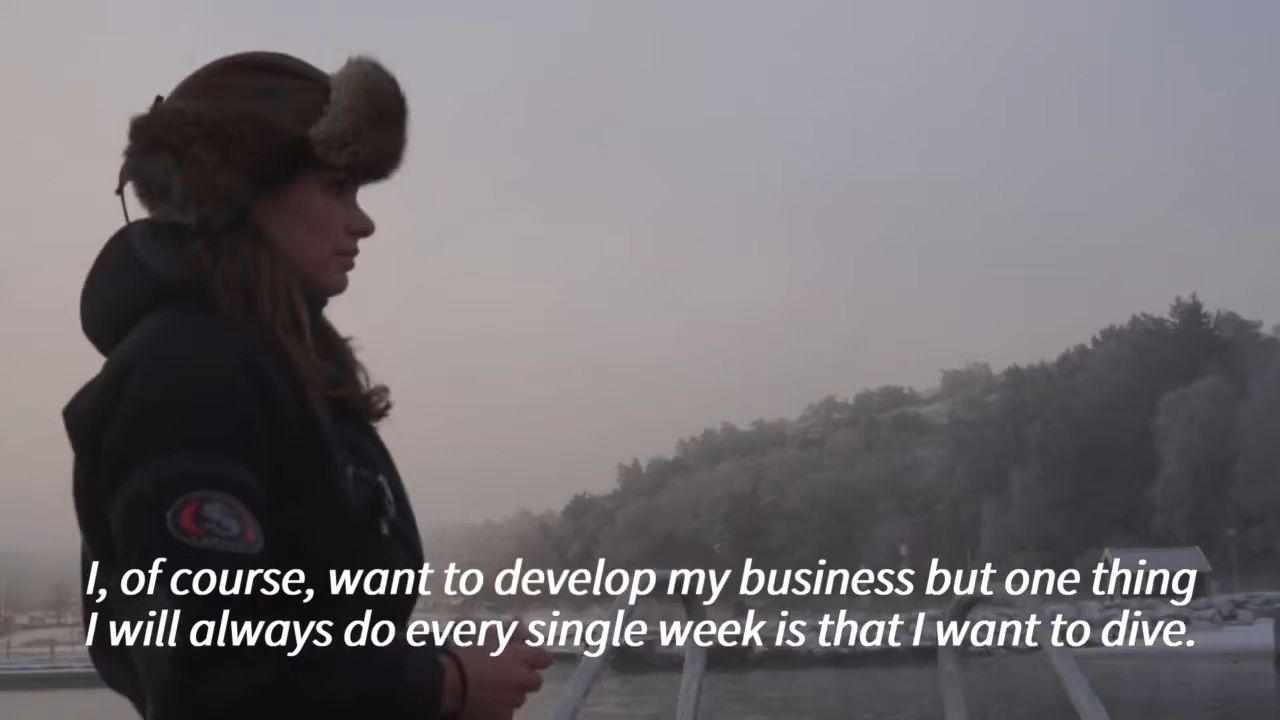 I, of course, want to develop my business but one thing
I will always do every single week is that I want to dive.